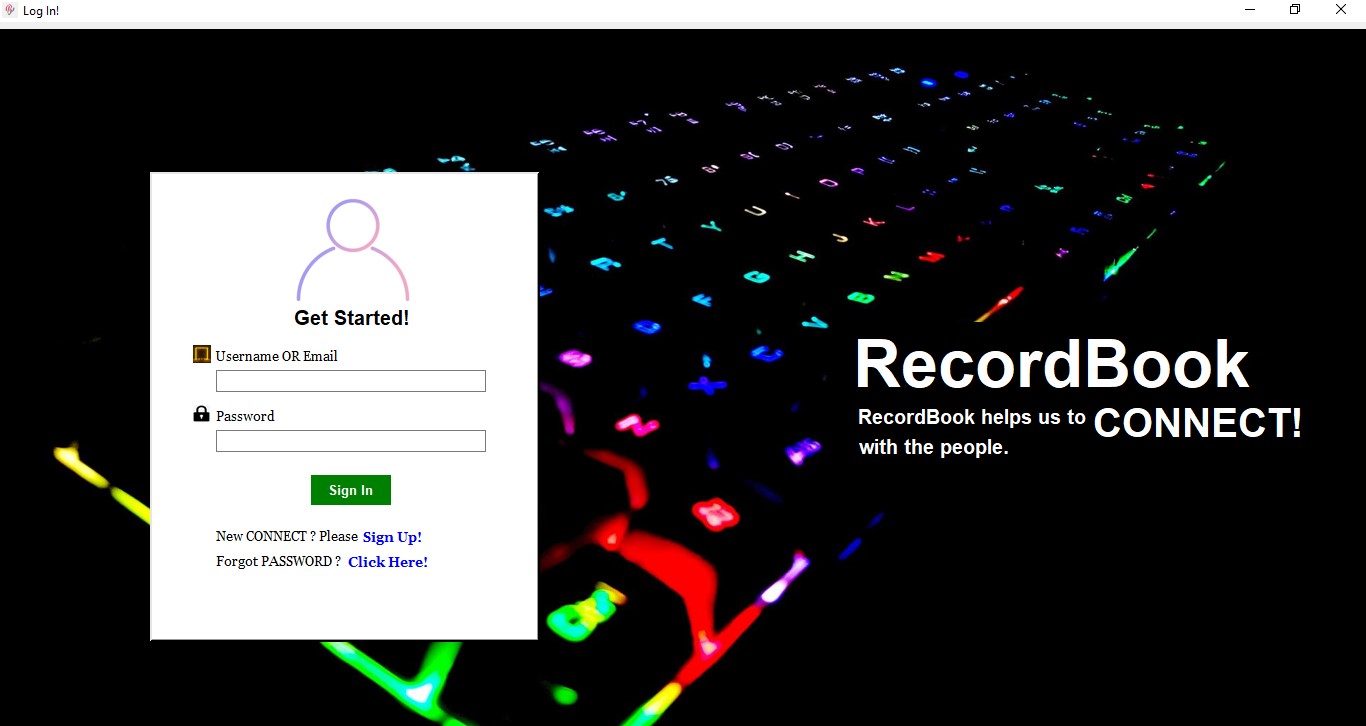 Log In!
Get Started!
Username OR Email
Password
Sign In
New CONNECT ? Please Sign Up!
Forgot PASSWORD ? Click Here!
RecordBook
RecordBook helps us to CONNECT!
with the people.